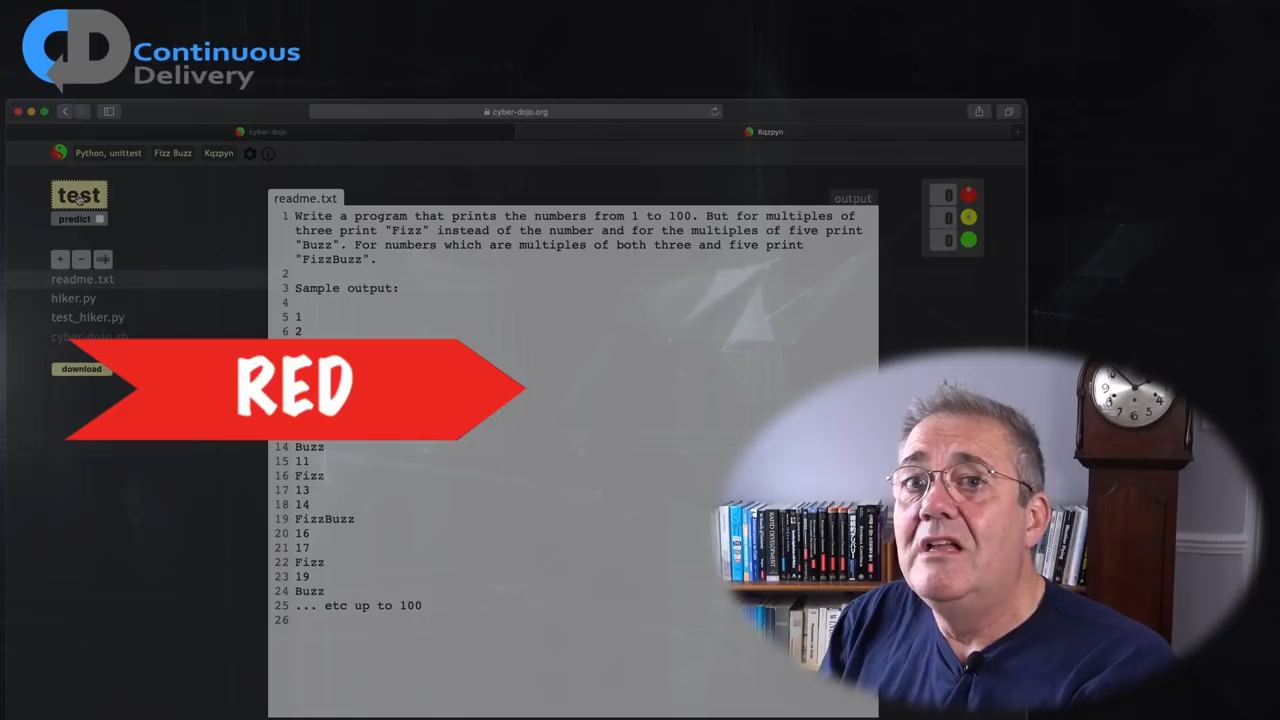 Continuous
Delivery
cyber-dojo.org
cyber-dojo
Kqzpyn
Python, unittest
Fizz Buzz
Kqzpyn
test
predict
readme.txt
output
0
0
0
+
-
readme.txt
hiker.py
test_hiker.py
cyber-dojo.sh
download
1 Write a program that prints the numbers from 1 to 100. But for multiples of
three print "Fizz" instead of the number and for the multiples of five print
"Buzz". For numbers which are multiples of both three and five print
"FizzBuzz".
2
3 Sample output:
4
5 1
6 2
RED
14 Buzz
15 11
16 Fizz
17 13
18 14
19 FizzBuzz
20 16
21 17
22 Fizz
23 19
24 Buzz
25 ... etc up to 100
26
RAPID DEVELOPMENT